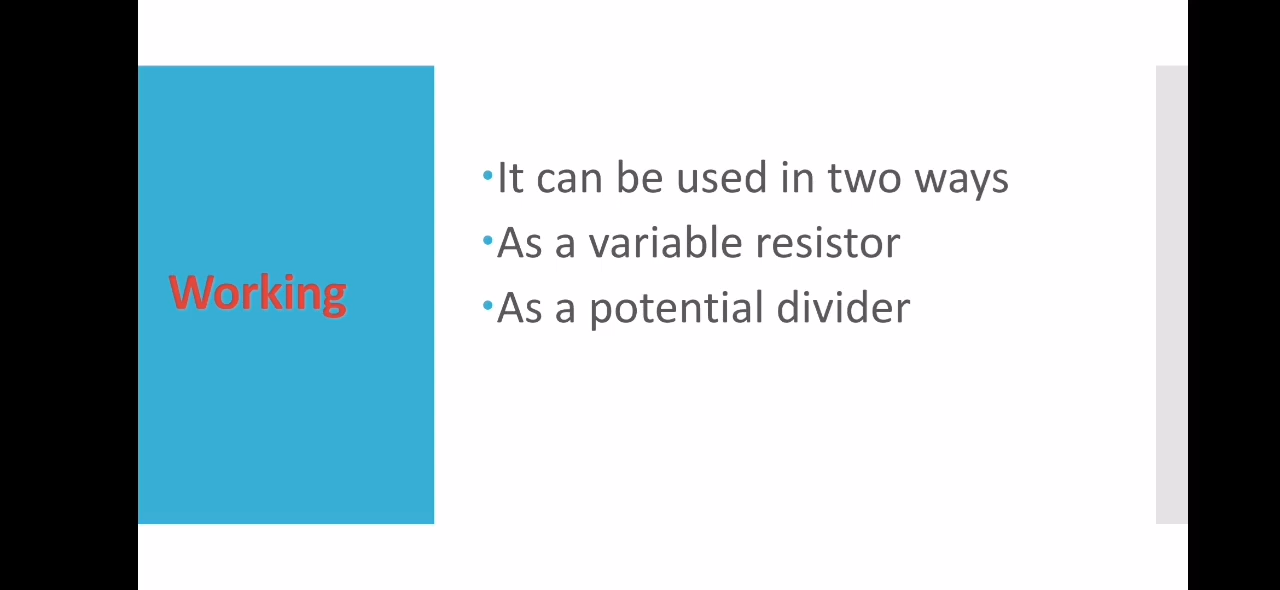 Working
•It can be used in two ways
•As a variable resistor
•As a potential divider